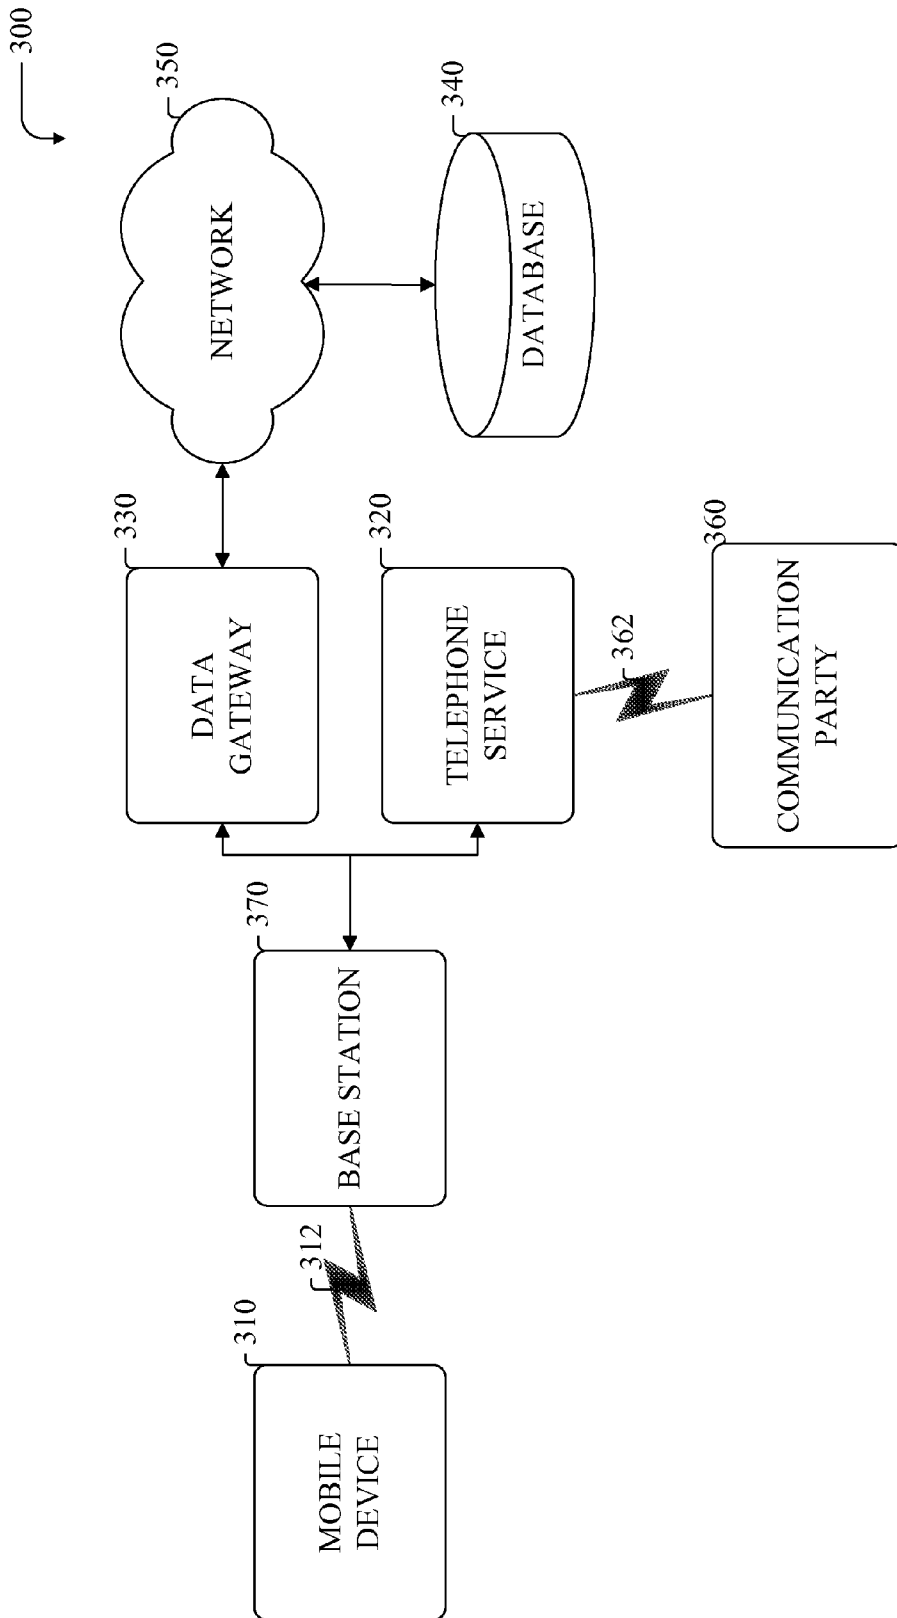 300
350
NETWORK
340
DATABASE
330
DATA
GATEWAY
320
TELEPHONE
SERVICE
362
360
COMMUNICATION
PARTY
370
BASE STATION
312
310
MOBILE
DEVICE